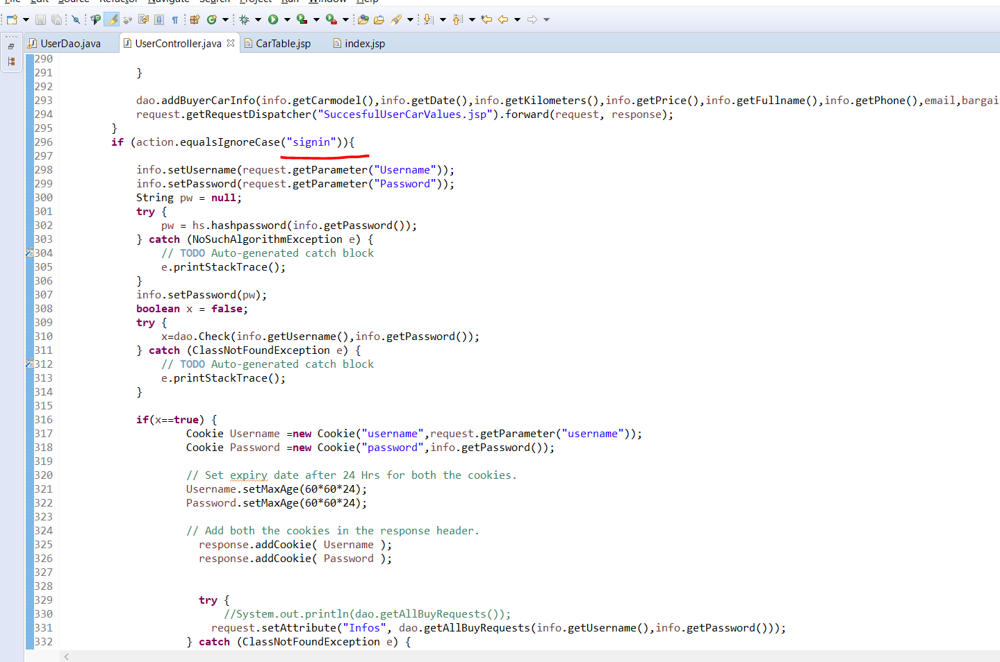 File Edit Source Refactor Navigate Search Project Run Window Help
UserDao.java UserController.java CarTable.jsp index.jsp
290
291 }
292
293 dao.addBuyerCarInfo(info.getCarmodel(),info.getDate(),info.getKilometers(),info.getPrice(),info.getFullname(),info.getPhone(),email,bargai
294 request.getRequestDispatcher("SuccesfulUserCarValues.jsp").forward(request, response);
295 }
296 if (action.equalsIgnoreCase("signin")){
297
298 info.setUsername(request.getParameter("Username"));
299 info.setPassword(request.getParameter("Password"));
300 String pw = null;
301 try {
302 pw = hs.hashpassword(info.getPassword());
303 } catch (NoSuchAlgorithmException e) {
304 // TODO Auto-generated catch block
305 e.printStackTrace();
306 }
307 info.setPassword(pw);
308 boolean x = false;
309 try {
310 x=dao.Check(info.getUsername(),info.getPassword());
311 } catch (ClassNotFoundException e) {
312 // TODO Auto-generated catch block
313 e.printStackTrace();
314 }
315
316 if(x==true) {
317 Cookie Username =new Cookie("username",request.getParameter("username"));
318 Cookie Password =new Cookie("password",info.getPassword());
319
320 // Set expiry date after 24 Hrs for both the cookies.
321 Username.setMaxAge(60*60*24);
322 Password.setMaxAge(60*60*24);
323
324 // Add both the cookies in the response header.
325 response.addCookie( Username );
326 response.addCookie( Password );
327
328
329 try {
330 //System.out.println(dao.getAllBuyRequests());
331 request.setAttribute("Infos", dao.getAllBuyRequests(info.getUsername(),info.getPassword()));
332 } catch (ClassNotFoundException e) {